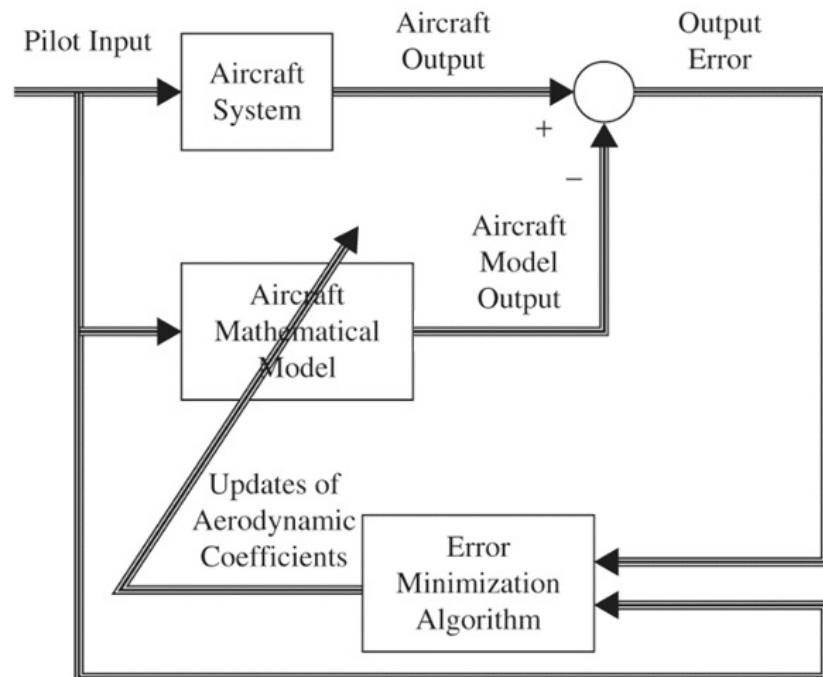 Pilot Input
Aircraft
System
Aircraft
Output
Output
Error
+
−
Aircraft
Mathematical
Model
Aircraft
Model
Output
Updates of
Aerodynamic
Coefficients
Error
Minimization
Algorithm